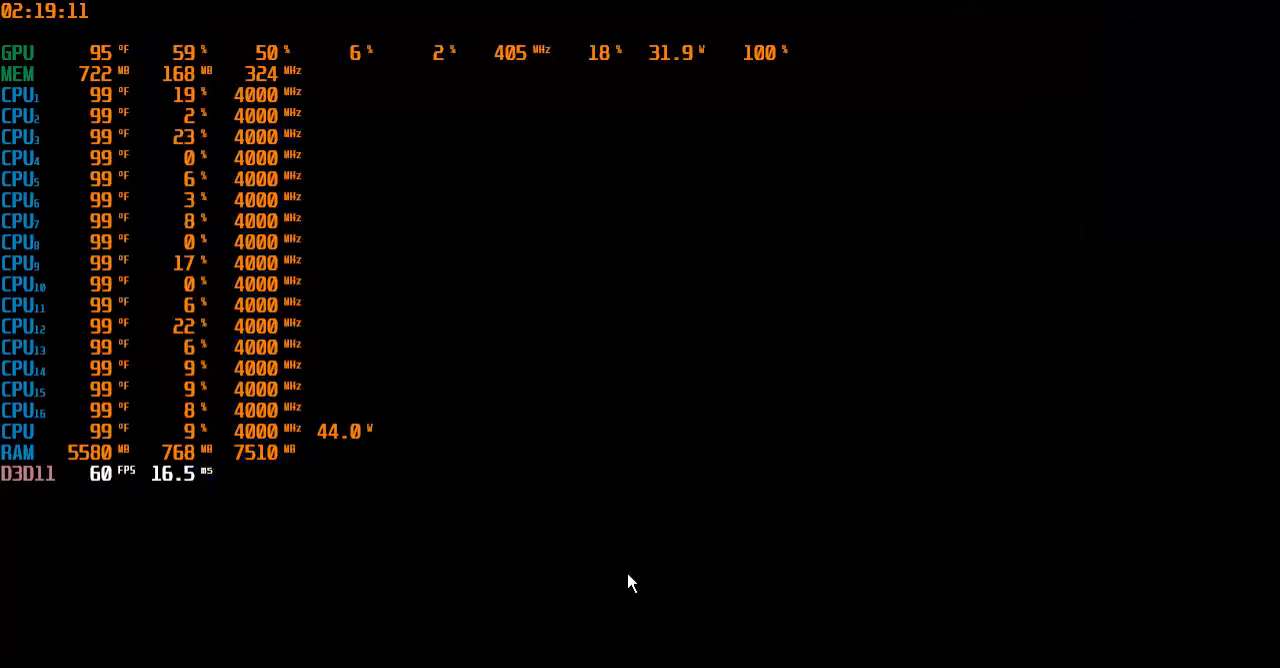 02:19:11
GPU 95 °F 59 % 50 % 6 % 2 % 405 MHz 18 % 31.9 W 100 %
MEM 722 MB 168 MB 324 MHz
CPU1 99 °F 19 % 4000 MHz
CPU2 99 °F 2 % 4000 MHz
CPU3 99 °F 23 % 4000 MHz
CPU4 99 °F 0 % 4000 MHz
CPU5 99 °F 6 % 4000 MHz
CPU6 99 °F 3 % 4000 MHz
CPU7 99 °F 8 % 4000 MHz
CPU8 99 °F 0 % 4000 MHz
CPU9 99 °F 17 % 4000 MHz
CPU10 99 °F 0 % 4000 MHz
CPU11 99 °F 6 % 4000 MHz
CPU12 99 °F 22 % 4000 MHz
CPU13 99 °F 6 % 4000 MHz
CPU14 99 °F 9 % 4000 MHz
CPU15 99 °F 9 % 4000 MHz
CPU16 99 °F 8 % 4000 MHz
CPU 99 °F 9 % 4000 MHz 44.0 W
RAM 5580 MB 768 MB 7510 MB
D3D11 60 FPS 16.5 ms